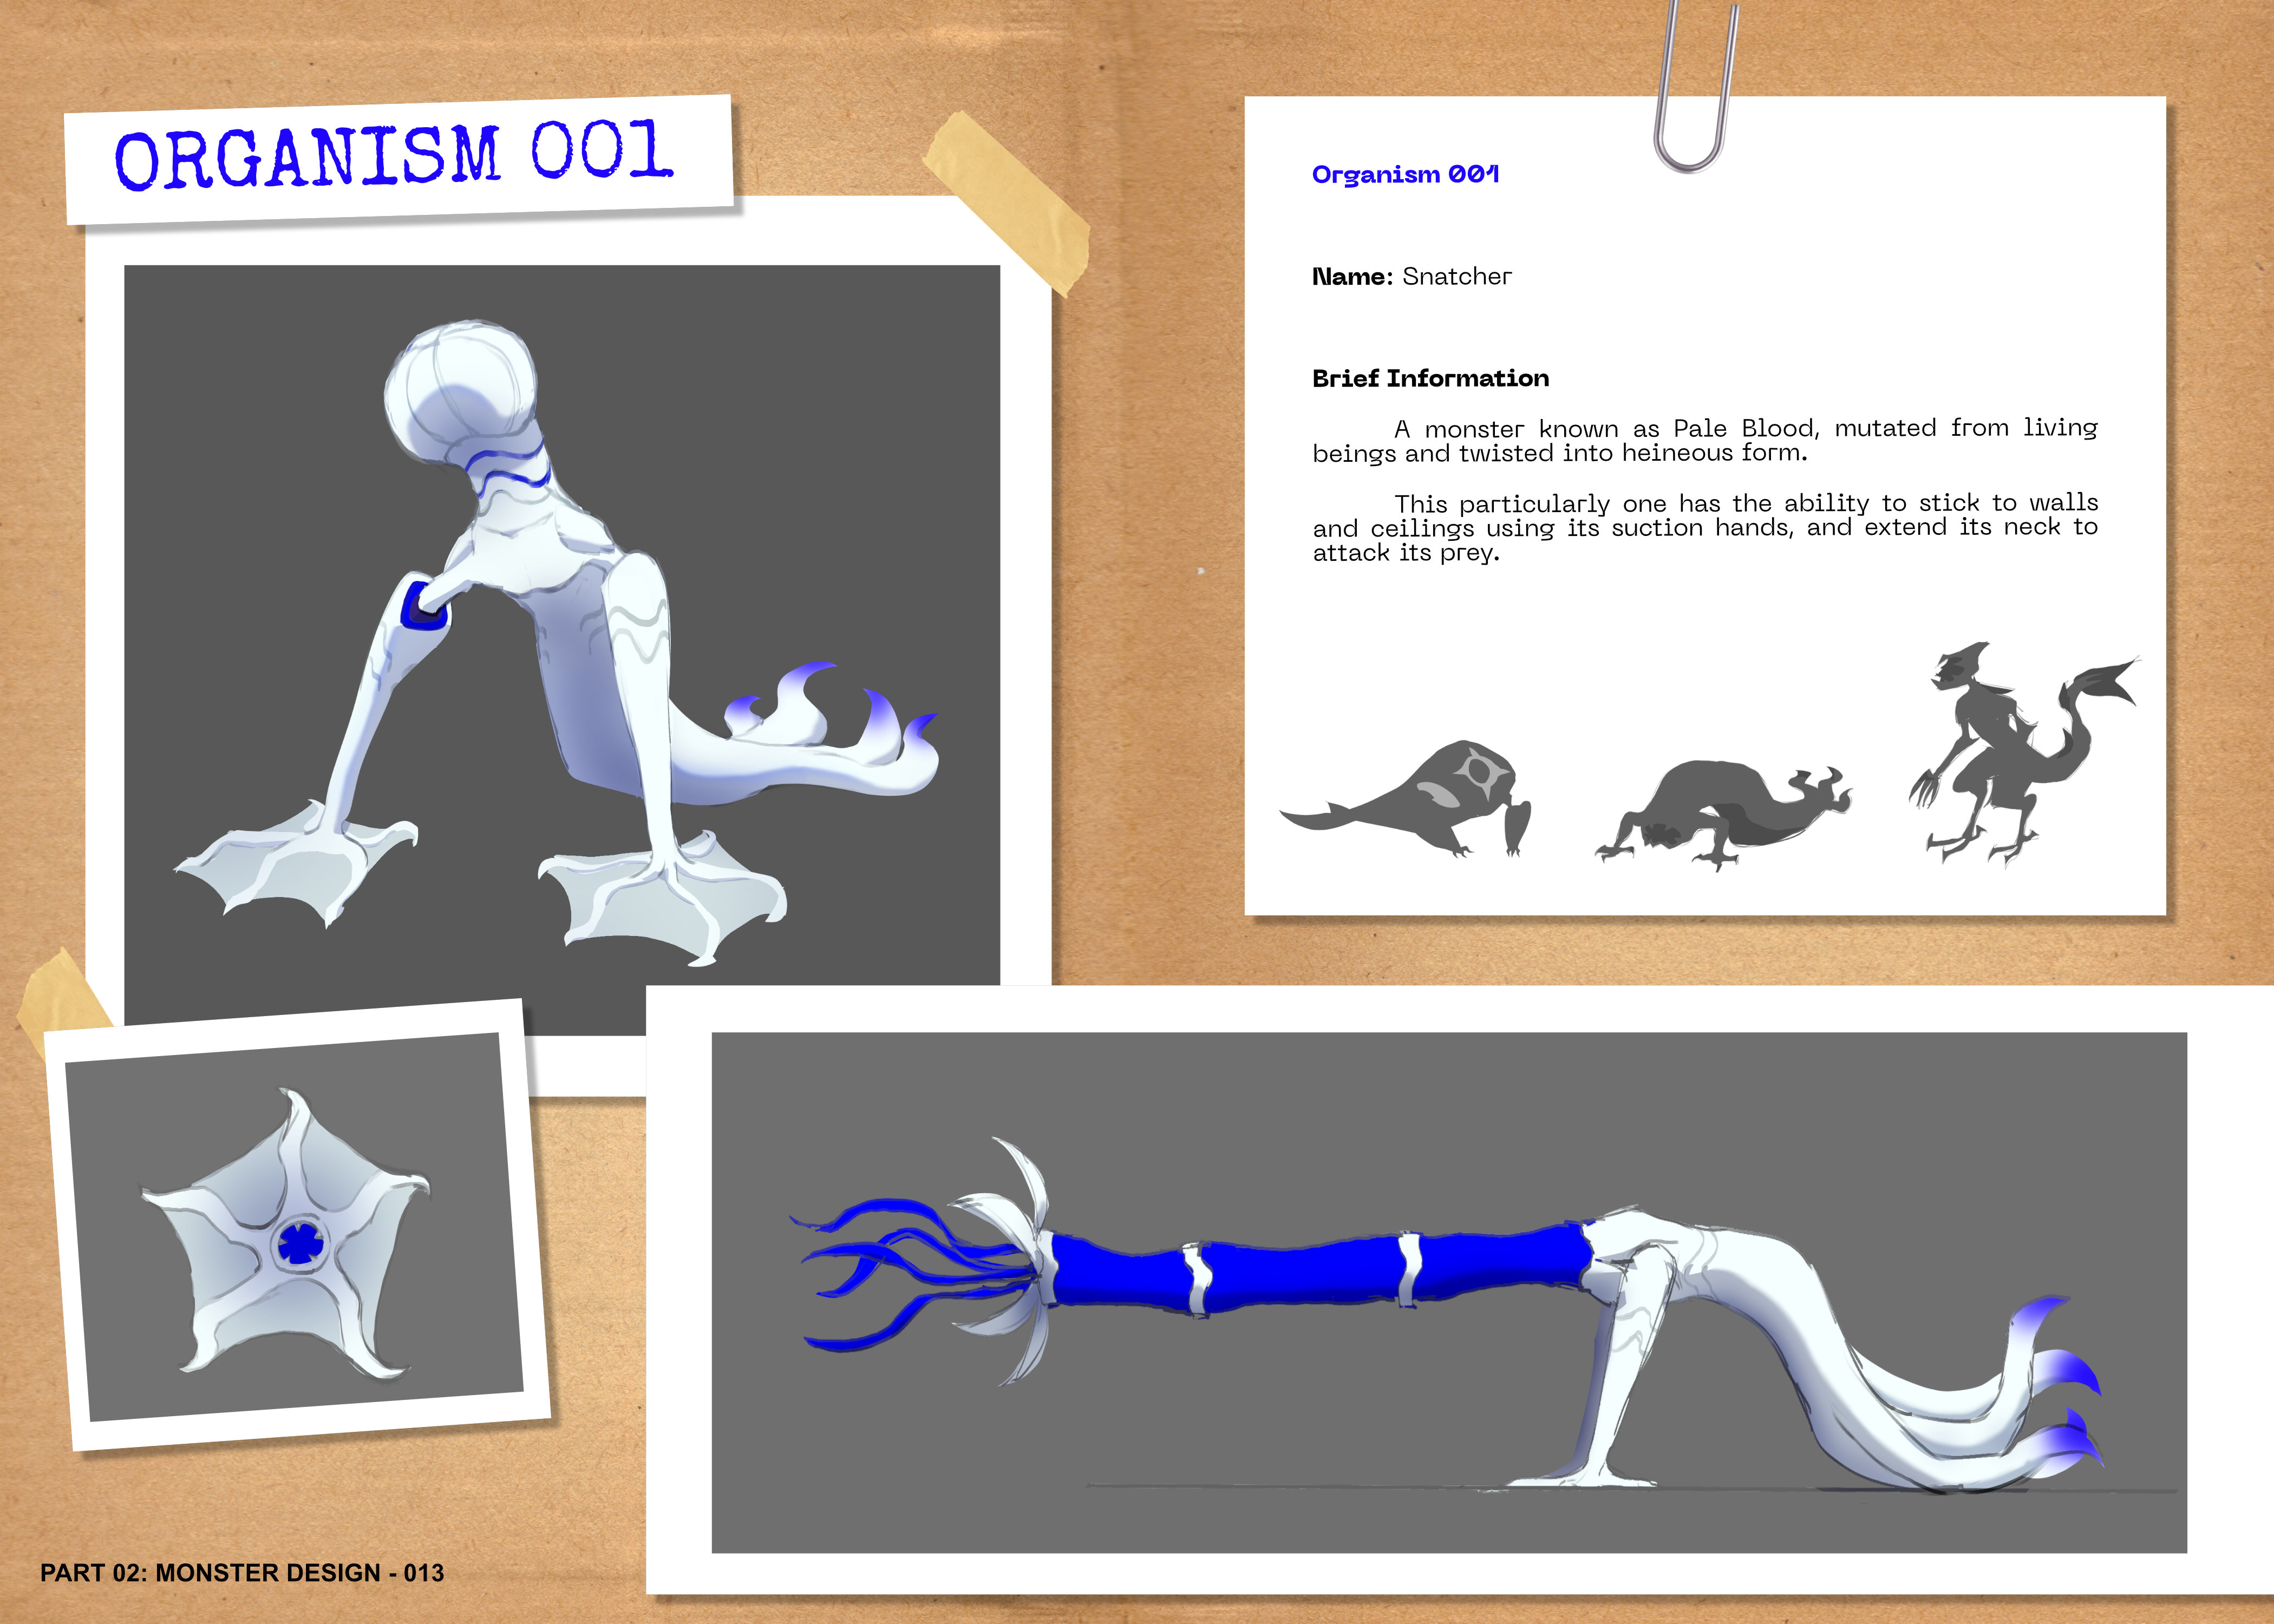 ORGANISM 001
Organism 001
Name: Snatcher
Brief Information
A monster known as Pale Blood, mutated from living
beings and twisted into heineous form.
This particularly one has the ability to stick to walls
and ceilings using its suction hands, and extend its neck to
attack its prey.
PART 02: MONSTER DESIGN - 013